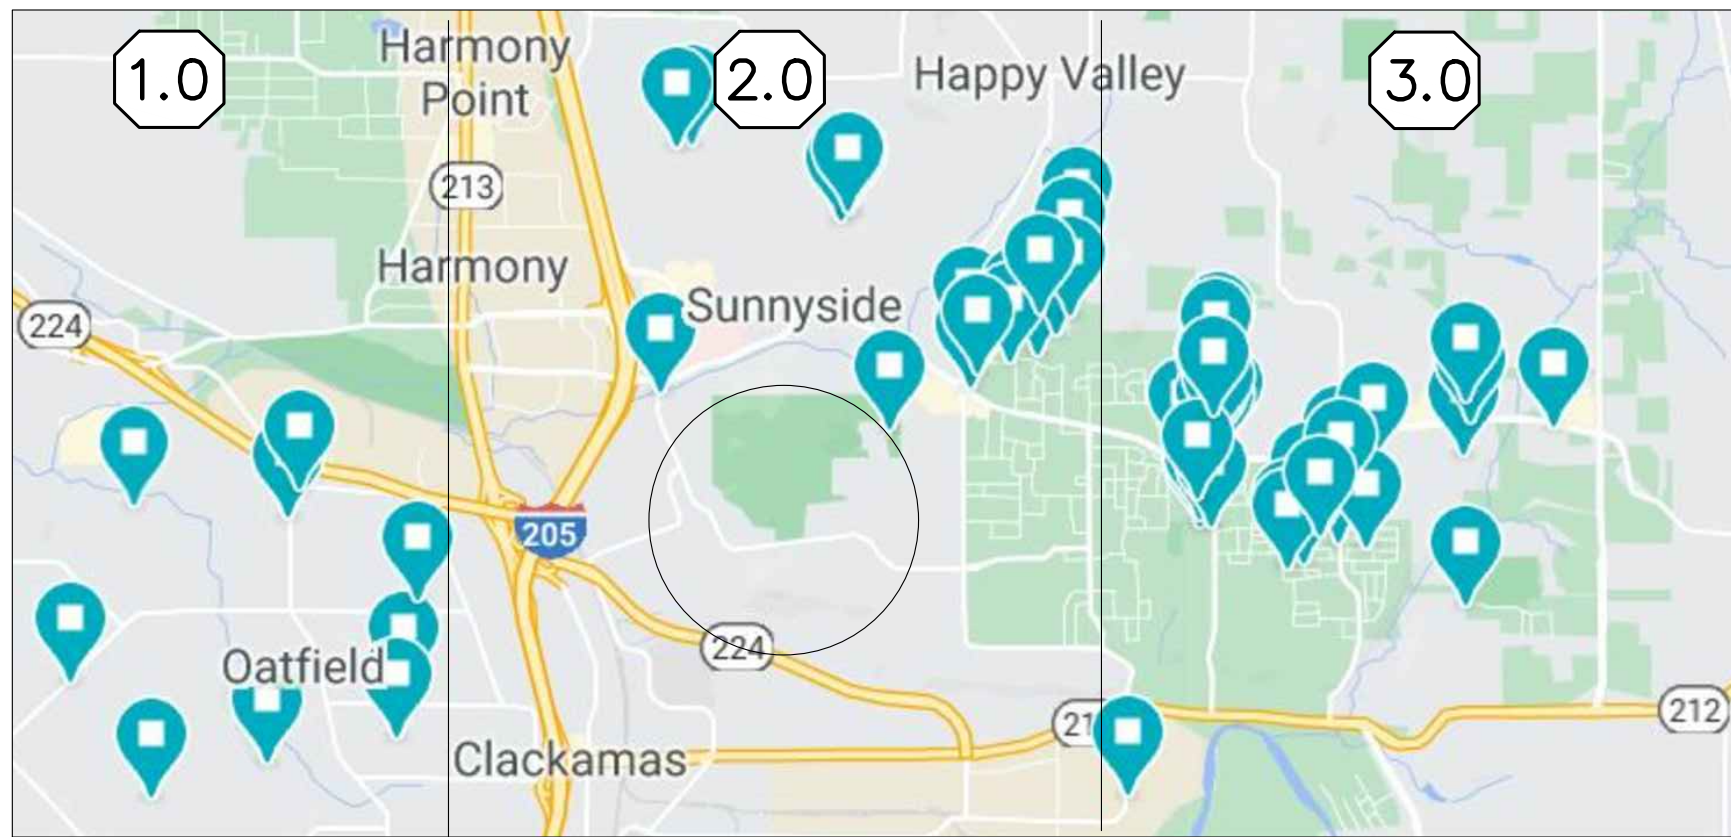 1.0
Harmony
Point
2.0
Happy Valley
3.0
213
Harmony
Sunnyside
224
205
224
Oatfield
21
212
Clackamas